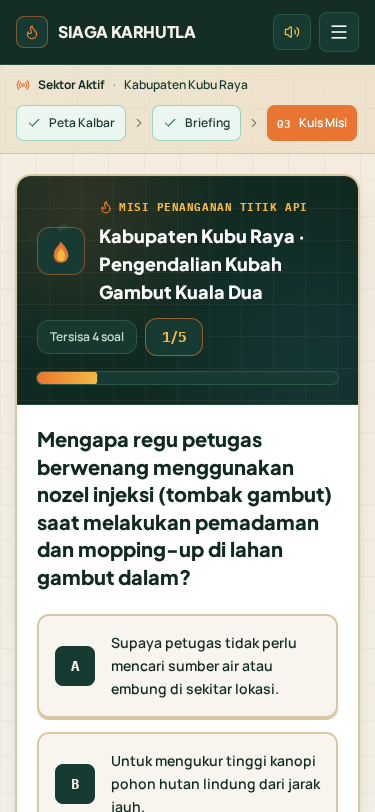 SIAGA KARHUTLA
Sektor Aktif · Kabupaten Kubu Raya
Peta Kalbar
Briefing
03 Kuis Misi
MISI PENANGANAN TITIK API
Kabupaten Kubu Raya ·
Pengendalian Kubah
Gambut Kuala Dua
Tersisa 4 soal
1/5
Mengapa regu petugas
berwenang menggunakan
nozel injeksi (tombak gambut)
saat melakukan pemadaman
dan mopping-up di lahan
gambut dalam?
A
Supaya petugas tidak perlu
mencari sumber air atau
embung di sekitar lokasi.
B
Untuk mengukur tinggi kanopi
pohon hutan lindung dari jarak
jauh.